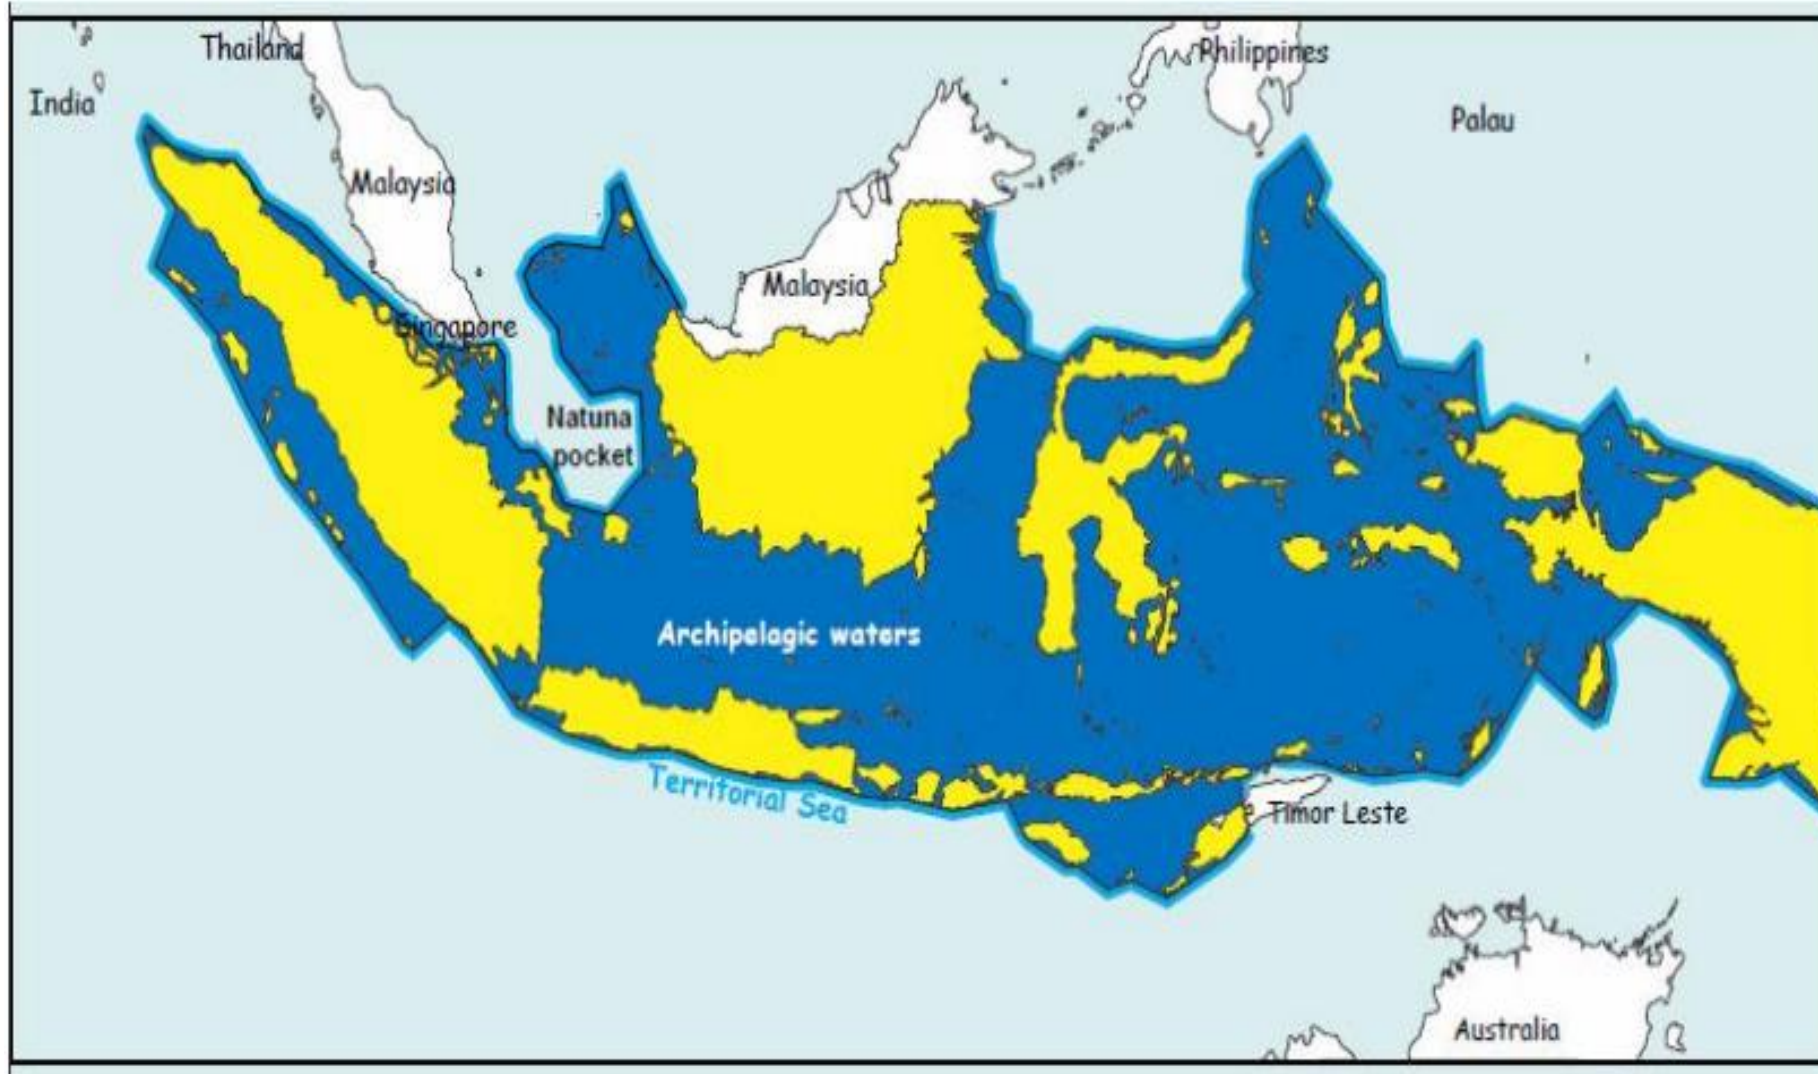 Thailand
Philippines
India
Palau
Malaysia
Malaysia
Singapore
Natuna
pocket
Archipelagic waters
Territorial Sea
Timor Leste
Australia